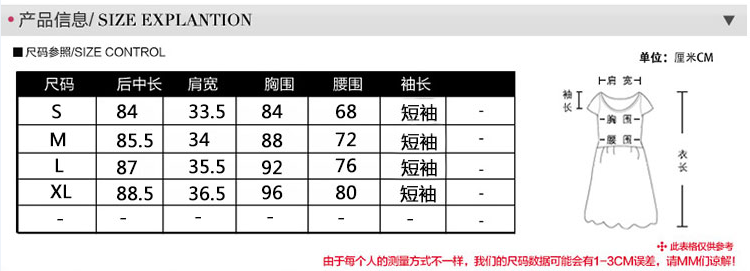 • 产品信息/ SIZE EXPLANTION ▼
■尺码参照/SIZE CONTROL
单位：厘米CM
尺码 后中长 肩宽 胸围 腰围 袖长
S 84 33.5 84 68 短袖 -
M 85.5 34 88 72 短袖 -
L 87 35.5 92 76 短袖 -
XL 88.5 36.5 96 80 短袖 -
- - - - - - -
肩宽
袖长
胸围
腰围
衣长
此表格仅供参考
由于每个人的测量方式不一样，我们的尺码数据可能会有1-3CM误差，请MM们谅解!